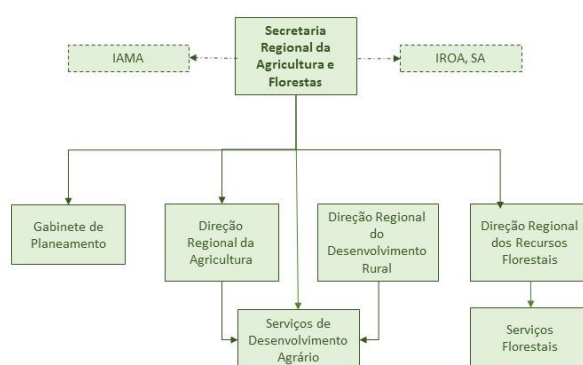 Secretaria
Regional da
Agricultura e
Florestas
IAMA
IROA, SA
Gabinete de
Planeamento
Direção
Regional da
Agricultura
Direção Regional
do
Desenvolvimento
Rural
Direção Regional
dos Recursos
Florestais
Serviços de
Desenvolvimento
Agrário
Serviços
Florestais